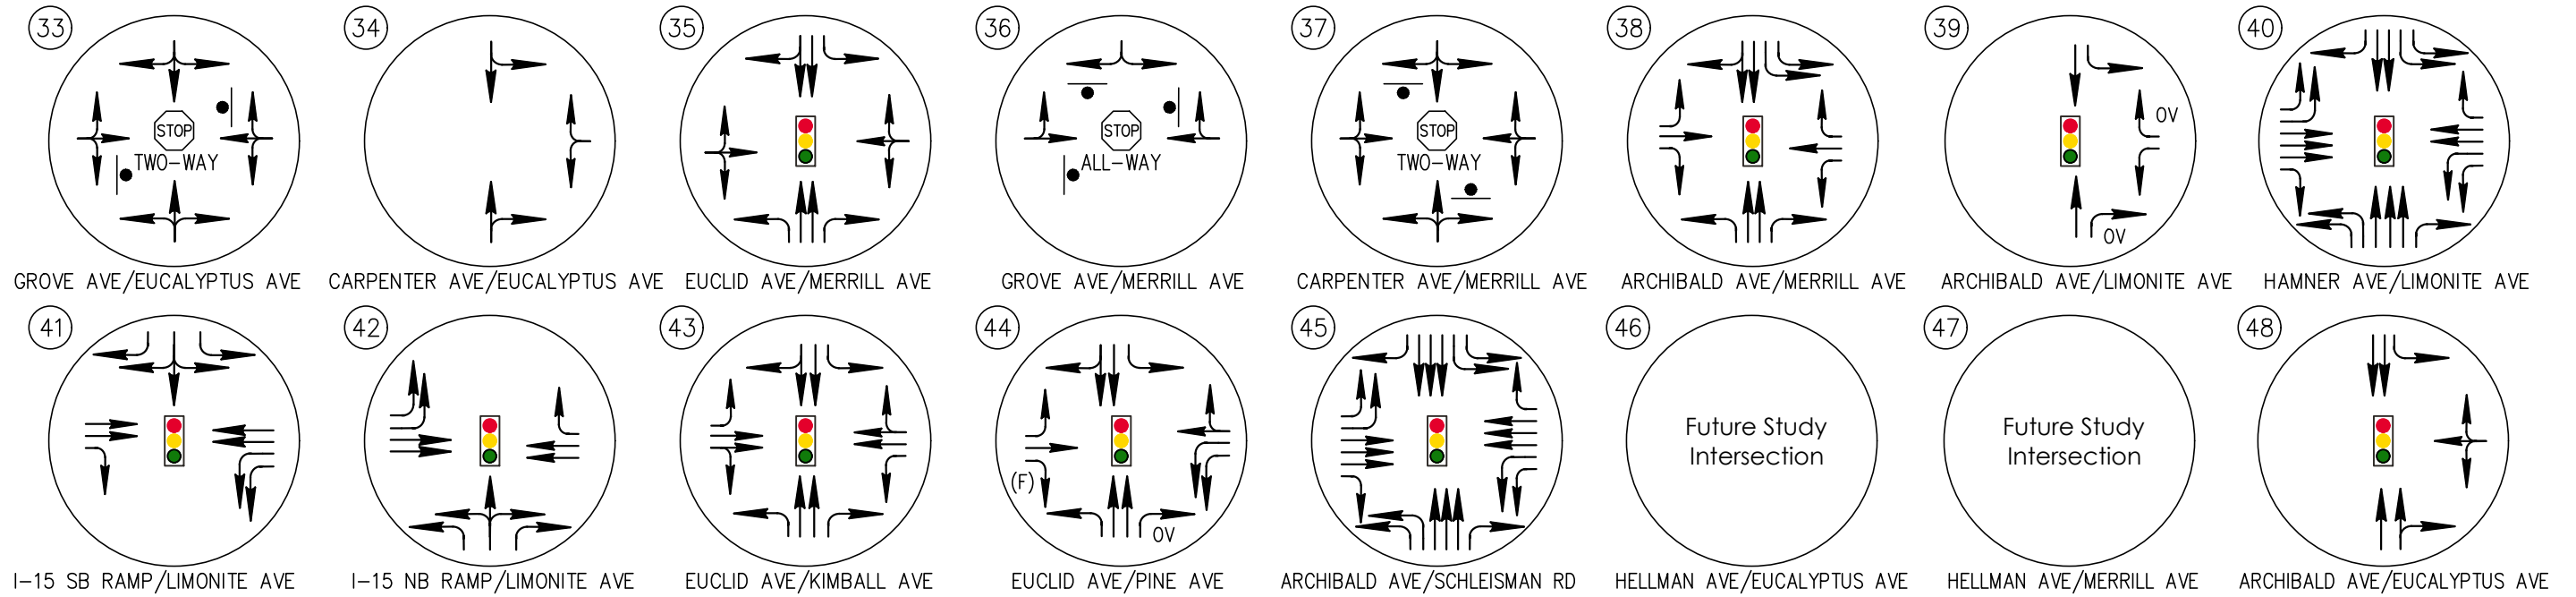 33
34
35
36
37
38
39
40
STOP
TWO-WAY
STOP
ALL-WAY
STOP
TWO-WAY
OV
OV
GROVE AVE/EUCALYPTUS AVE
CARPENTER AVE/EUCALYPTUS AVE
EUCLID AVE/MERRILL AVE
GROVE AVE/MERRILL AVE
CARPENTER AVE/MERRILL AVE
ARCHIBALD AVE/MERRILL AVE
ARCHIBALD AVE/LIMONITE AVE
HAMNER AVE/LIMONITE AVE
41
42
43
44
45
46
47
48
(F)
OV
Future Study
Intersection
Future Study
Intersection
I-15 SB RAMP/LIMONITE AVE
I-15 NB RAMP/LIMONITE AVE
EUCLID AVE/KIMBALL AVE
EUCLID AVE/PINE AVE
ARCHIBALD AVE/SCHLEISMAN RD
HELLMAN AVE/EUCALYPTUS AVE
HELLMAN AVE/MERRILL AVE
ARCHIBALD AVE/EUCALYPTUS AVE